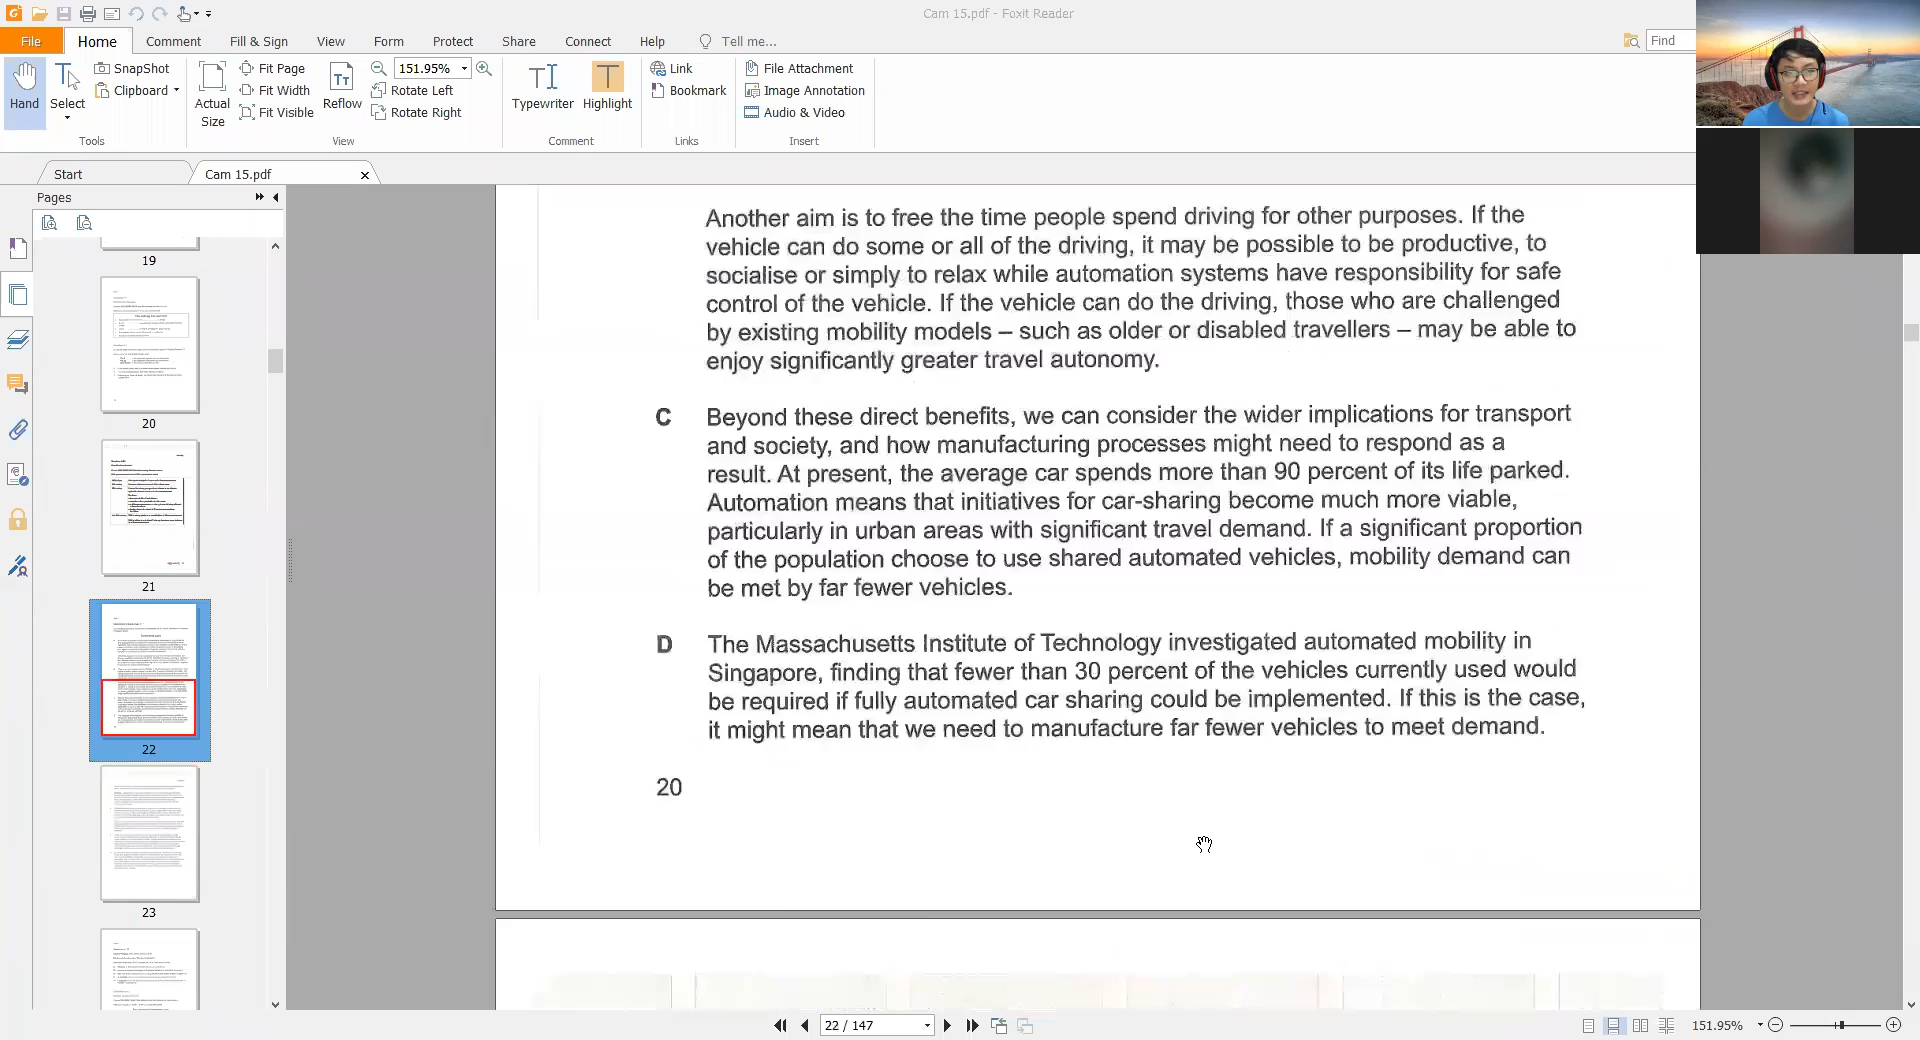 Cam 15.pdf - Foxit Reader
File Home Comment Fill & Sign View Form Protect Share Connect Help Tell me... Find
Hand
Select
SnapShot
Clipboard
Tools
Actual Size
Fit Page
Fit Width
Fit Visible
Reflow
151.95%
Rotate Left
Rotate Right
View
Typewriter
Highlight
Comment
Link
Bookmark
Links
File Attachment
Image Annotation
Audio & Video
Insert
Start
Cam 15.pdf
Pages
19
20
21
22
23
Another aim is to free the time people spend driving for other purposes. If the
vehicle can do some or all of the driving, it may be possible to be productive, to
socialise or simply to relax while automation systems have responsibility for safe
control of the vehicle. If the vehicle can do the driving, those who are challenged
by existing mobility models – such as older or disabled travellers – may be able to
enjoy significantly greater travel autonomy.
C Beyond these direct benefits, we can consider the wider implications for transport
and society, and how manufacturing processes might need to respond as a
result. At present, the average car spends more than 90 percent of its life parked.
Automation means that initiatives for car-sharing become much more viable,
particularly in urban areas with significant travel demand. If a significant proportion
of the population choose to use shared automated vehicles, mobility demand can
be met by far fewer vehicles.
D The Massachusetts Institute of Technology investigated automated mobility in
Singapore, finding that fewer than 30 percent of the vehicles currently used would
be required if fully automated car sharing could be implemented. If this is the case,
it might mean that we need to manufacture far fewer vehicles to meet demand.
20
22 / 147
151.95%